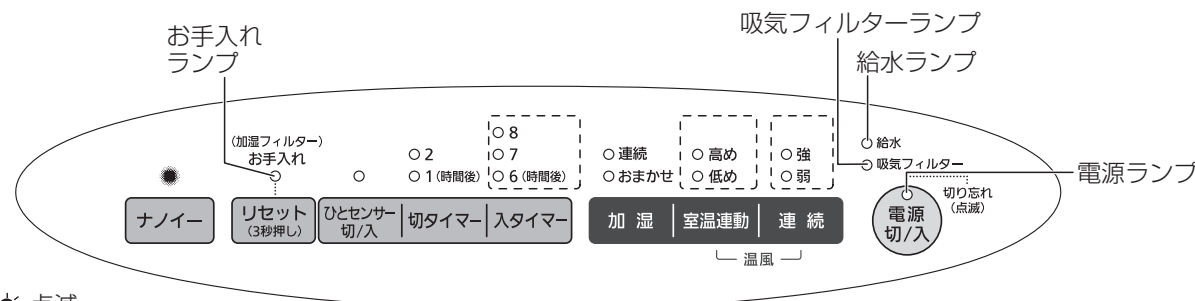 吸気フィルターランプ
お手入れ
ランプ
給水ランプ
電源ランプ
(加湿フィルター)
お手入れ
2
1(時間後)
8
7
6(時間後)
連続
おまかせ
高め
低め
強
弱
給水
吸気フィルター
切り忘れ
(点滅)
ナノイー
リセット
(3秒押し)
ひとセンサー
切/入
切タイマー
入タイマー
加湿
室温連動
連続
温風
電源
切/入